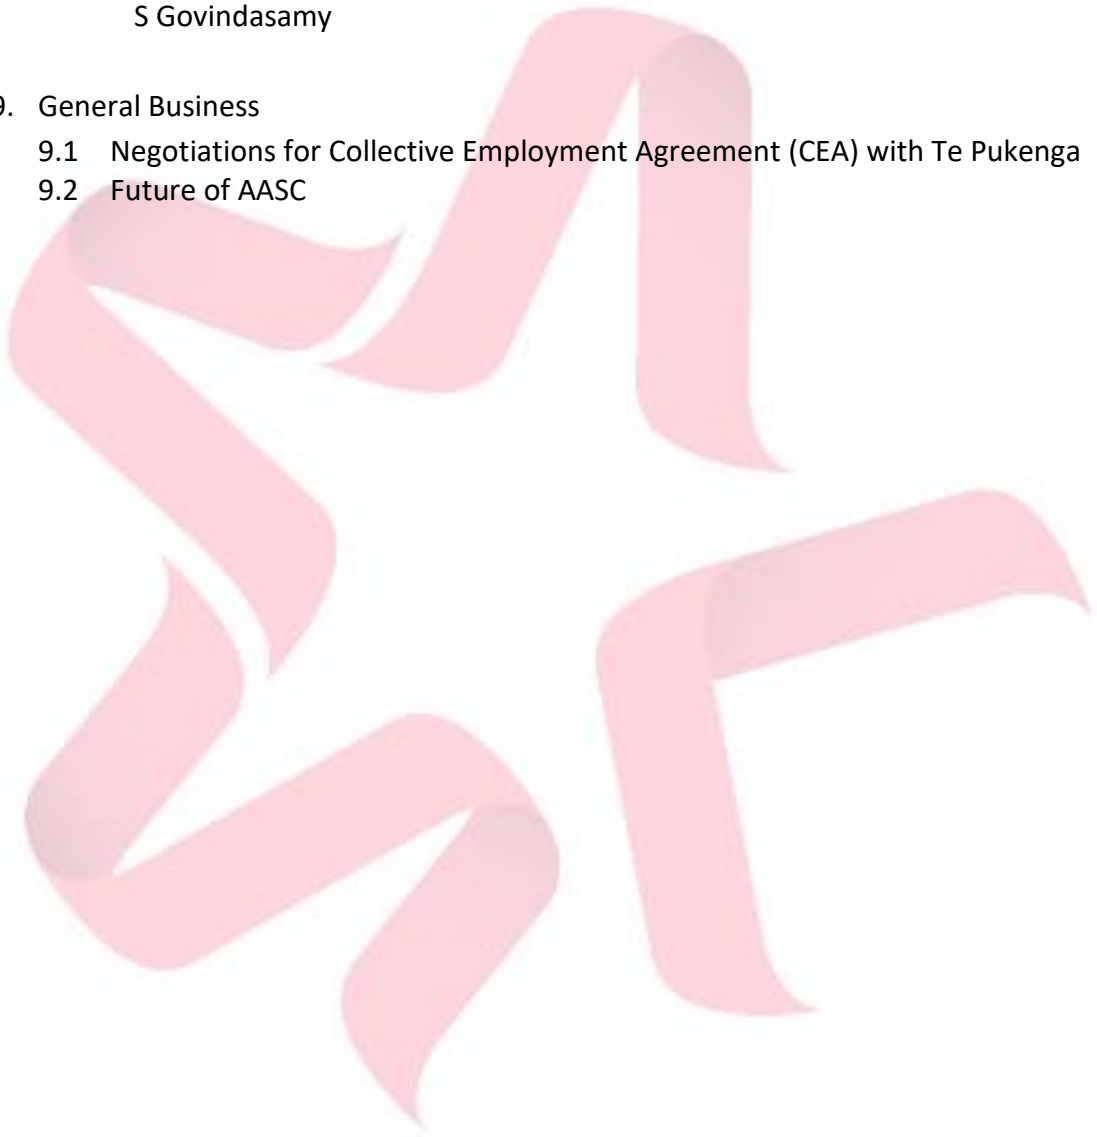 S Govindasamy
9. General Business
9.1 Negotiations for Collective Employment Agreement (CEA) with Te Pukenga
9.2 Future of AASC